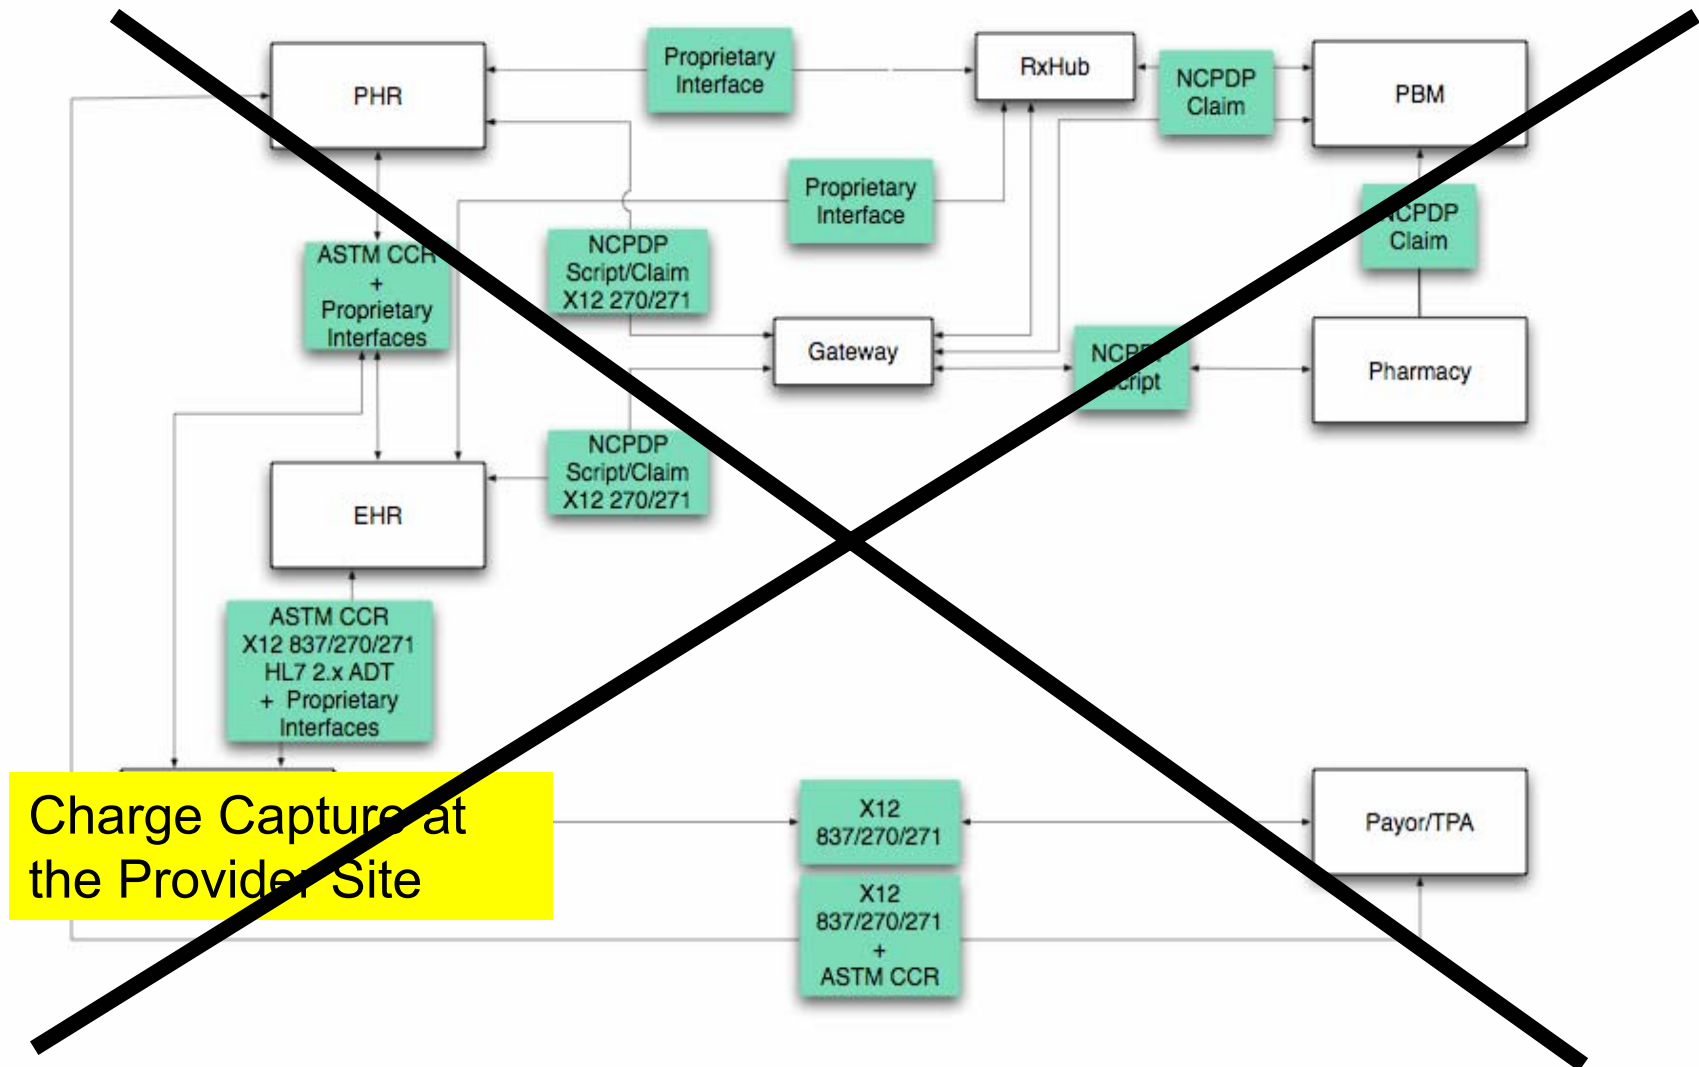 PHR
Proprietary
Interface
RxHub
NCPDP
Claim
PBM
Proprietary
Interface
NCPDP
Claim
ASTM CCR
+
Proprietary
Interfaces
NCPDP
Script/Claim
X12 270/271
Gateway
NCPDP
Script
Pharmacy
NCPDP
Script/Claim
X12 270/271
EHR
ASTM CCR
X12 837/270/271
HL7 2.x ADT
+ Proprietary
Interfaces
Charge Capture at
the Provider Site
X12
837/270/271
Payor/TPA
X12
837/270/271
+
ASTM CCR